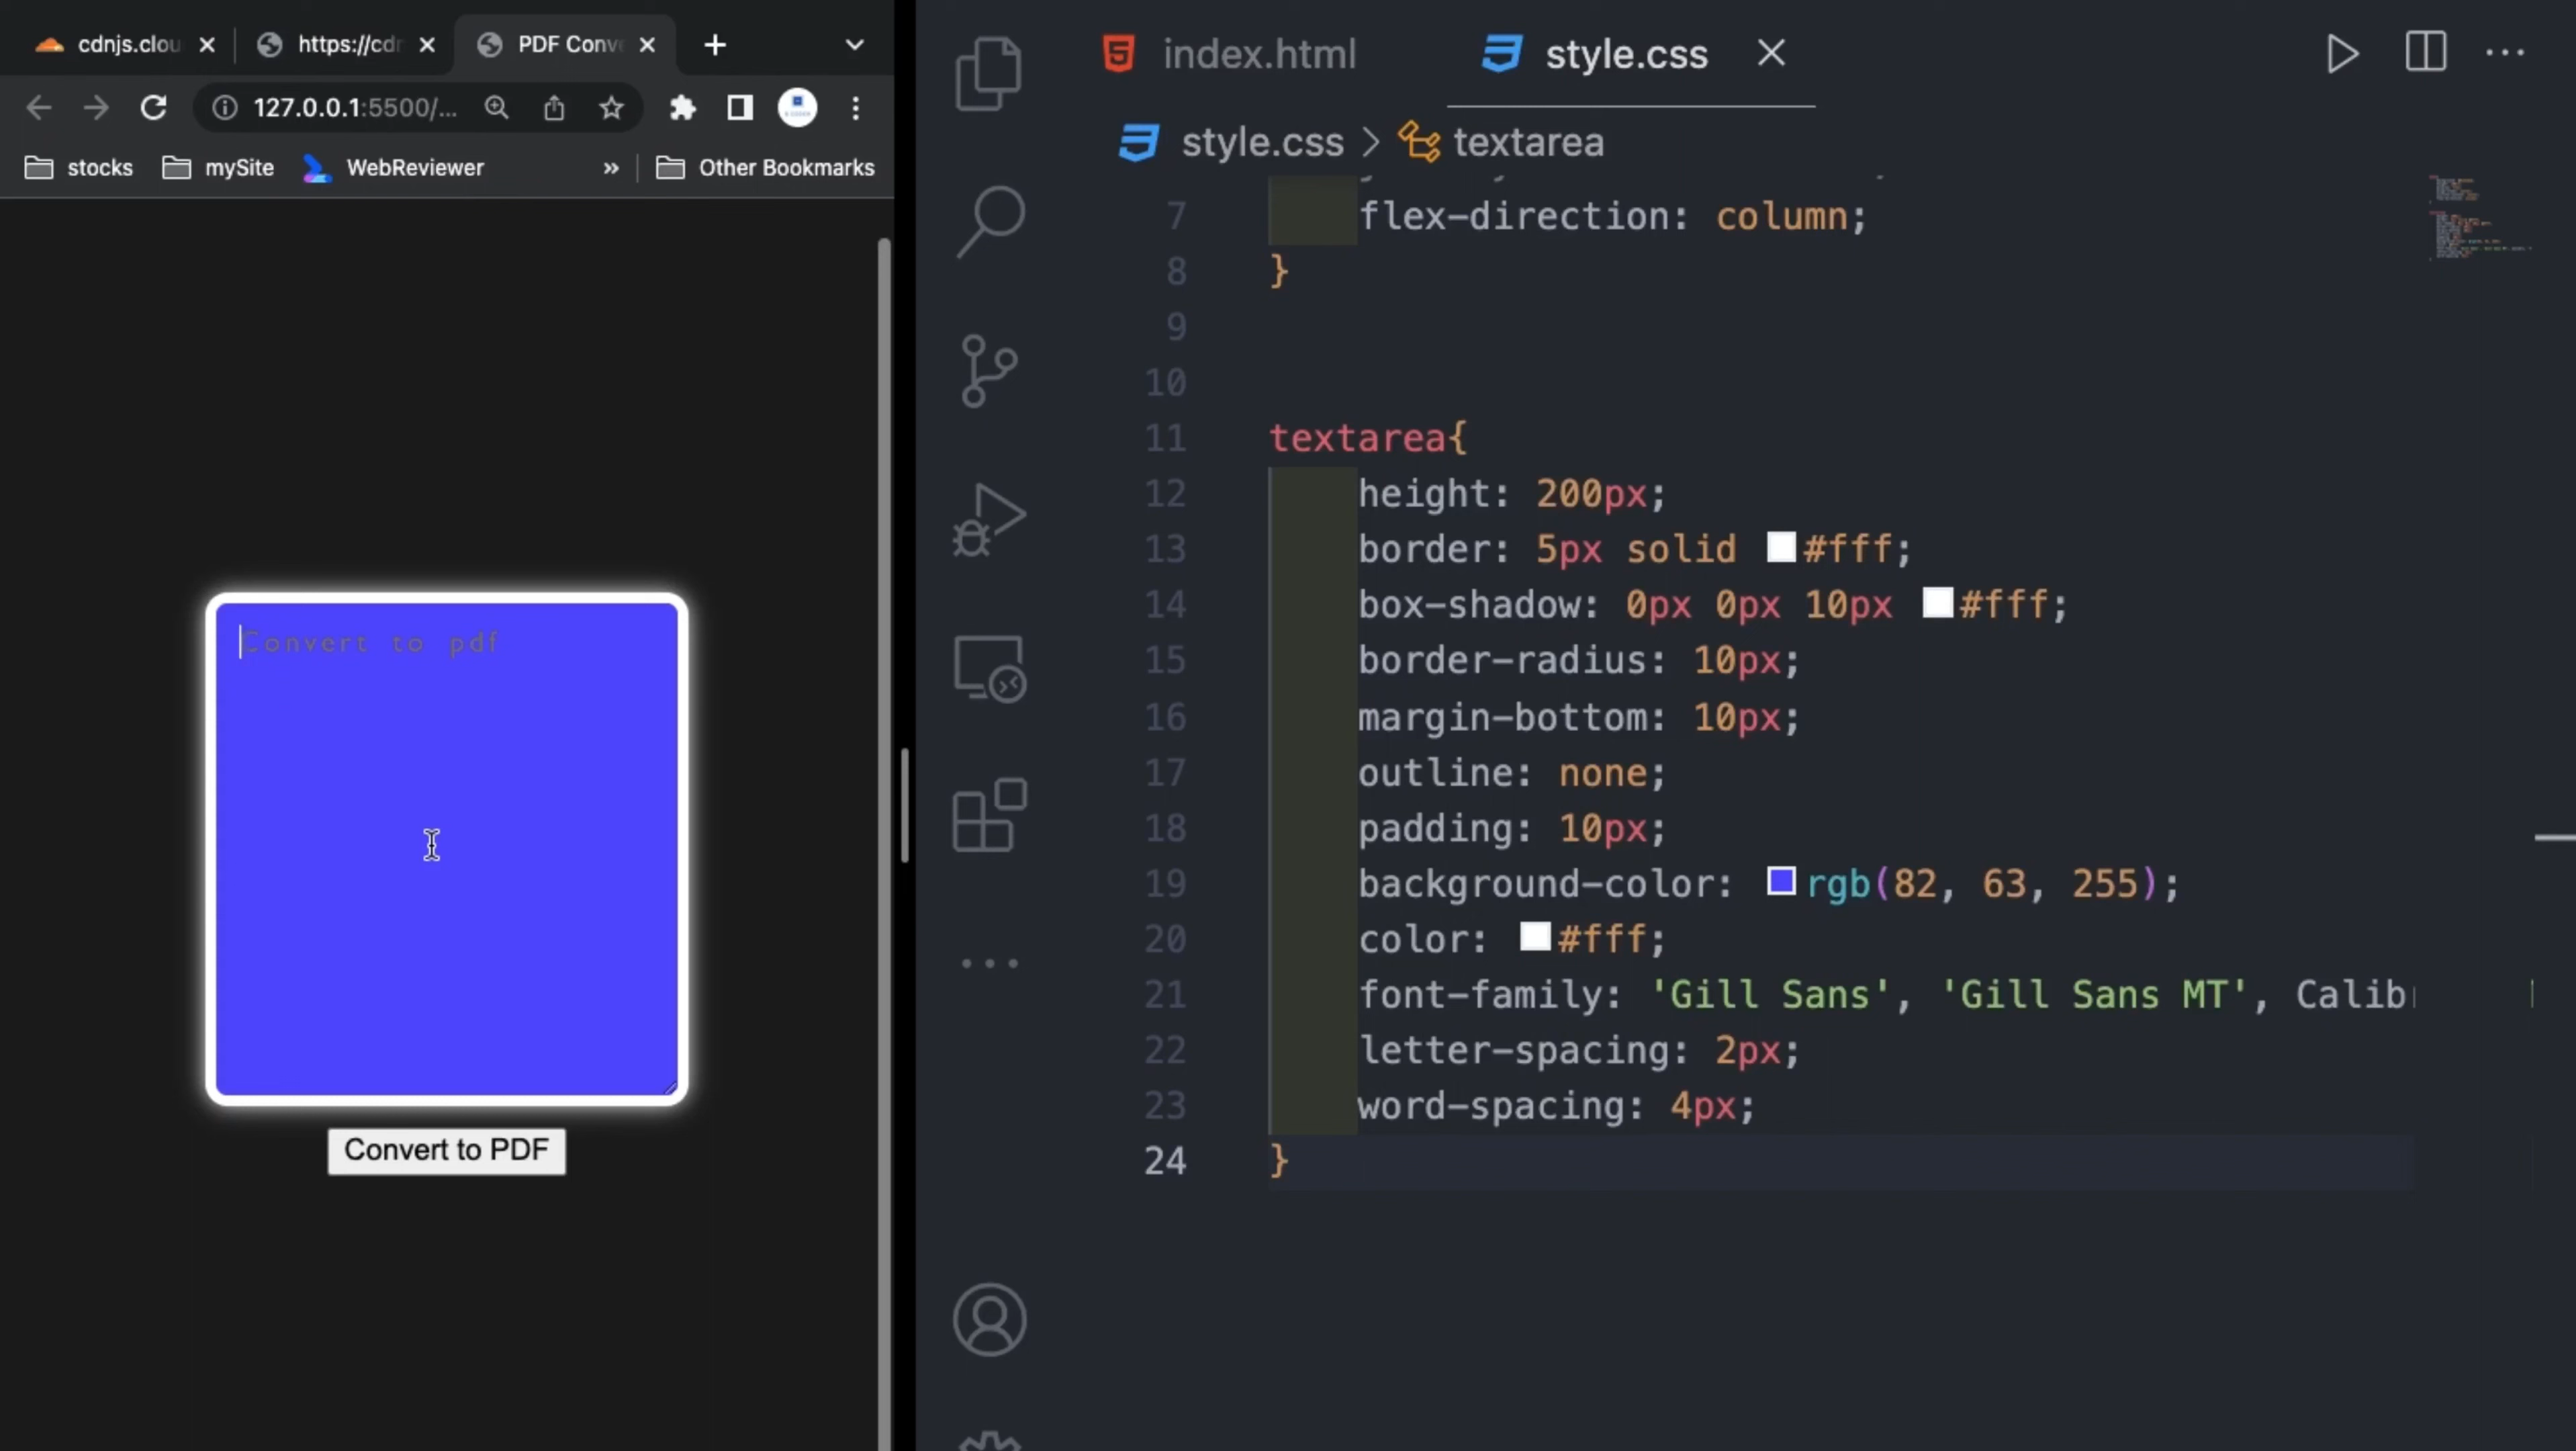 cdnjs.clou
https://cdn
PDF Conve
127.0.0.1:5500/...
stocks
mySite
WebReviewer
»
Other Bookmarks
Convert to pdf
Convert to PDF
index.html
style.css
style.css > textarea
7 flex-direction: column;
8 }
9
10
11 textarea{
12 height: 200px;
13 border: 5px solid #fff;
14 box-shadow: 0px 0px 10px #fff;
15 border-radius: 10px;
16 margin-bottom: 10px;
17 outline: none;
18 padding: 10px;
19 background-color: rgb(82, 63, 255);
20 color: #fff;
21 font-family: 'Gill Sans', 'Gill Sans MT', Calib
22 letter-spacing: 2px;
23 word-spacing: 4px;
24 }